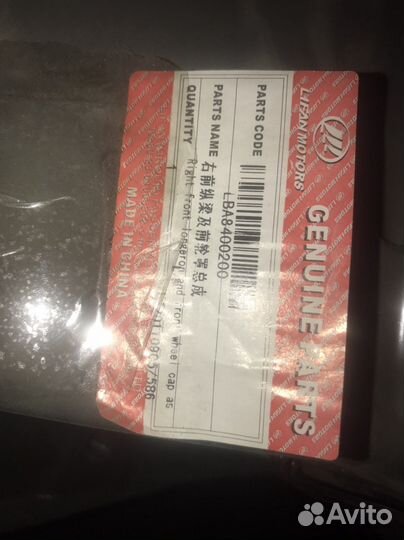 LIFAN MOTORS
GENUINE PARTS
PARTS CODE
LBA8400200
PARTS NAME 右前纵梁及前轮罩总成
Right front longeron and front wheel cap as
QUANTITY 1
MADE IN CHINA
Avito